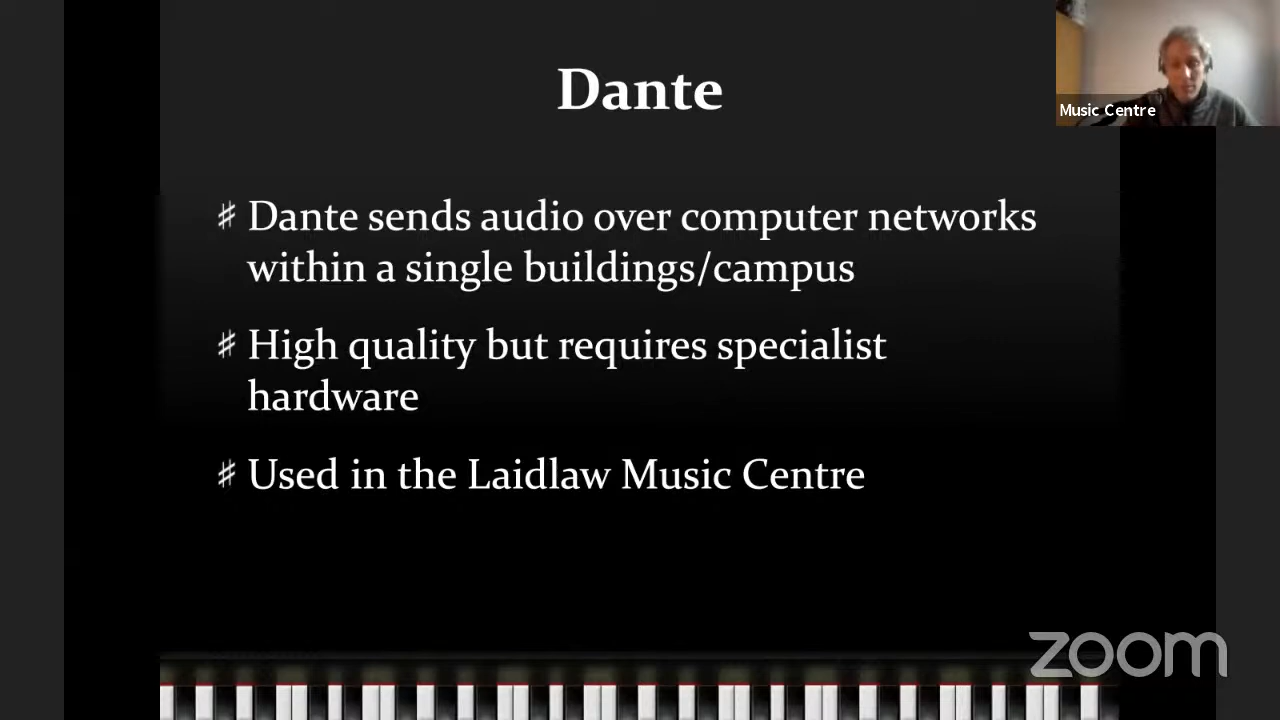 Dante
Music Centre
♯ Dante sends audio over computer networks
within a single buildings/campus
♯ High quality but requires specialist
hardware
♯ Used in the Laidlaw Music Centre
zoom